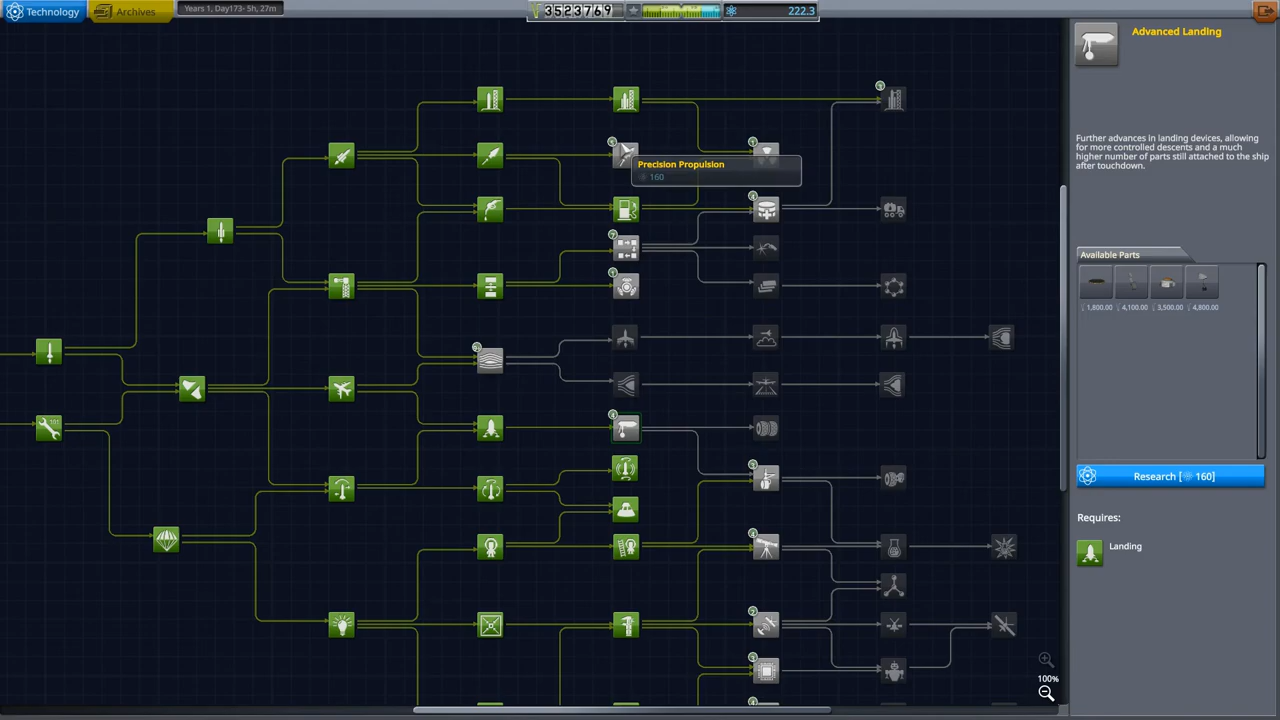 Technology
Archives
Years 1, Day173- 5h, 27m
3523769
222.3
Advanced Landing
Further advances in landing devices, allowing
for more controlled descents and a much
higher number of parts still attached to the ship
after touchdown.
Precision Propulsion
160
Available Parts
1,800.00 4,100.00 3,500.00 4,800.00
Research [ 160]
Requires:
Landing
100%